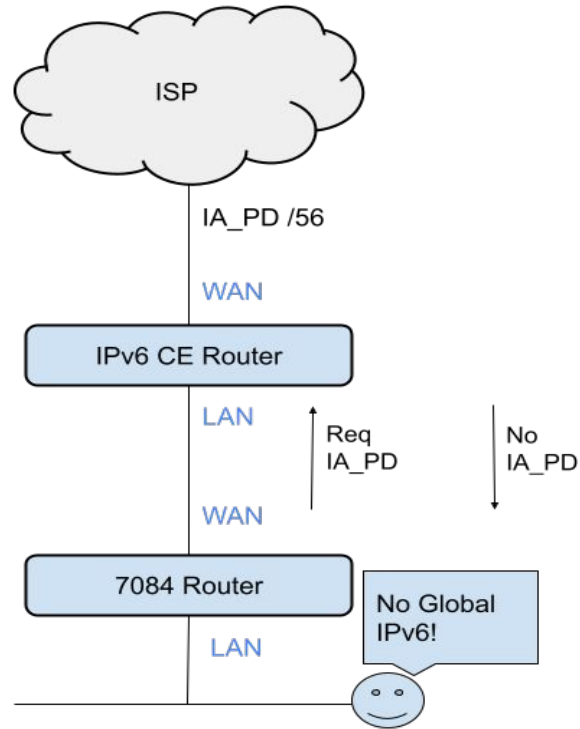 ISP
IA_PD /56
WAN
IPv6 CE Router
LAN
Req
IA_PD
No
IA_PD
WAN
7084 Router
No Global
IPv6!
LAN